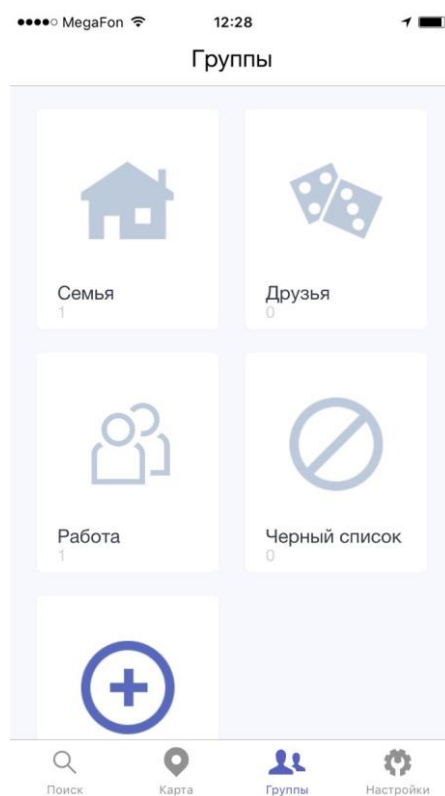 MegaFon 12:28
Группы
Семья
1
Друзья
0
Работа
1
Черный список
0
Поиск Карта Группы Настройки